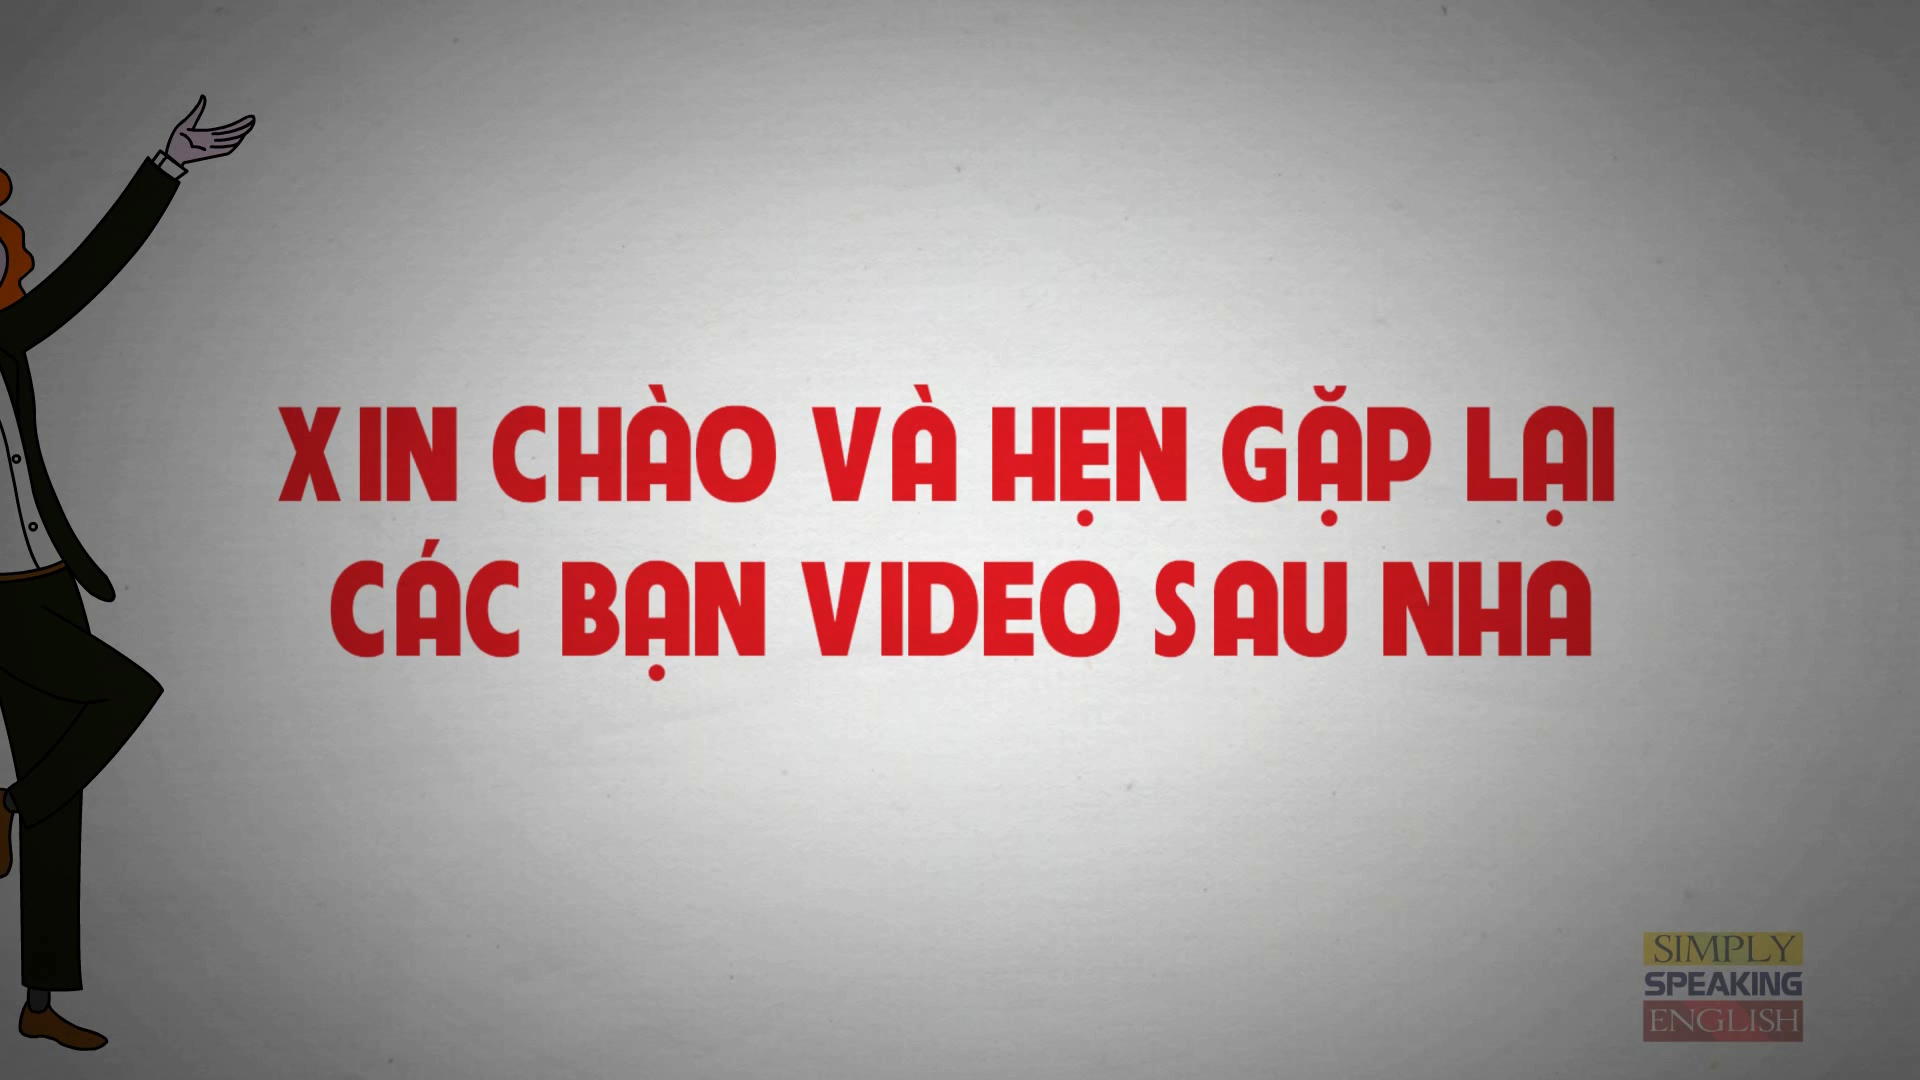 XIN CHÀO VÀ HẸN GẶP LẠI
CÁC BẠN VIDEO SAU NHA
SIMPLY
SPEAKING
ENGLISH